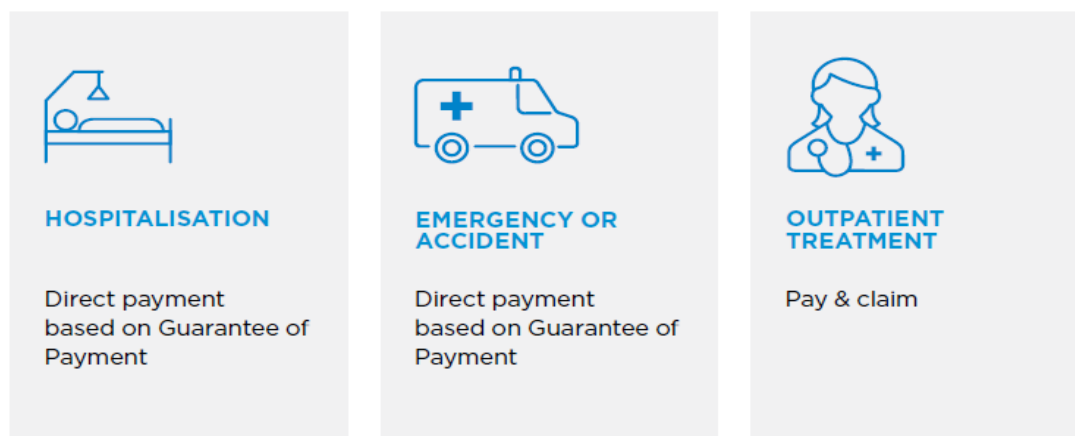 HOSPITALISATION
Direct payment
based on Guarantee of
Payment
EMERGENCY OR
ACCIDENT
Direct payment
based on Guarantee of
Payment
OUTPATIENT
TREATMENT
Pay & claim